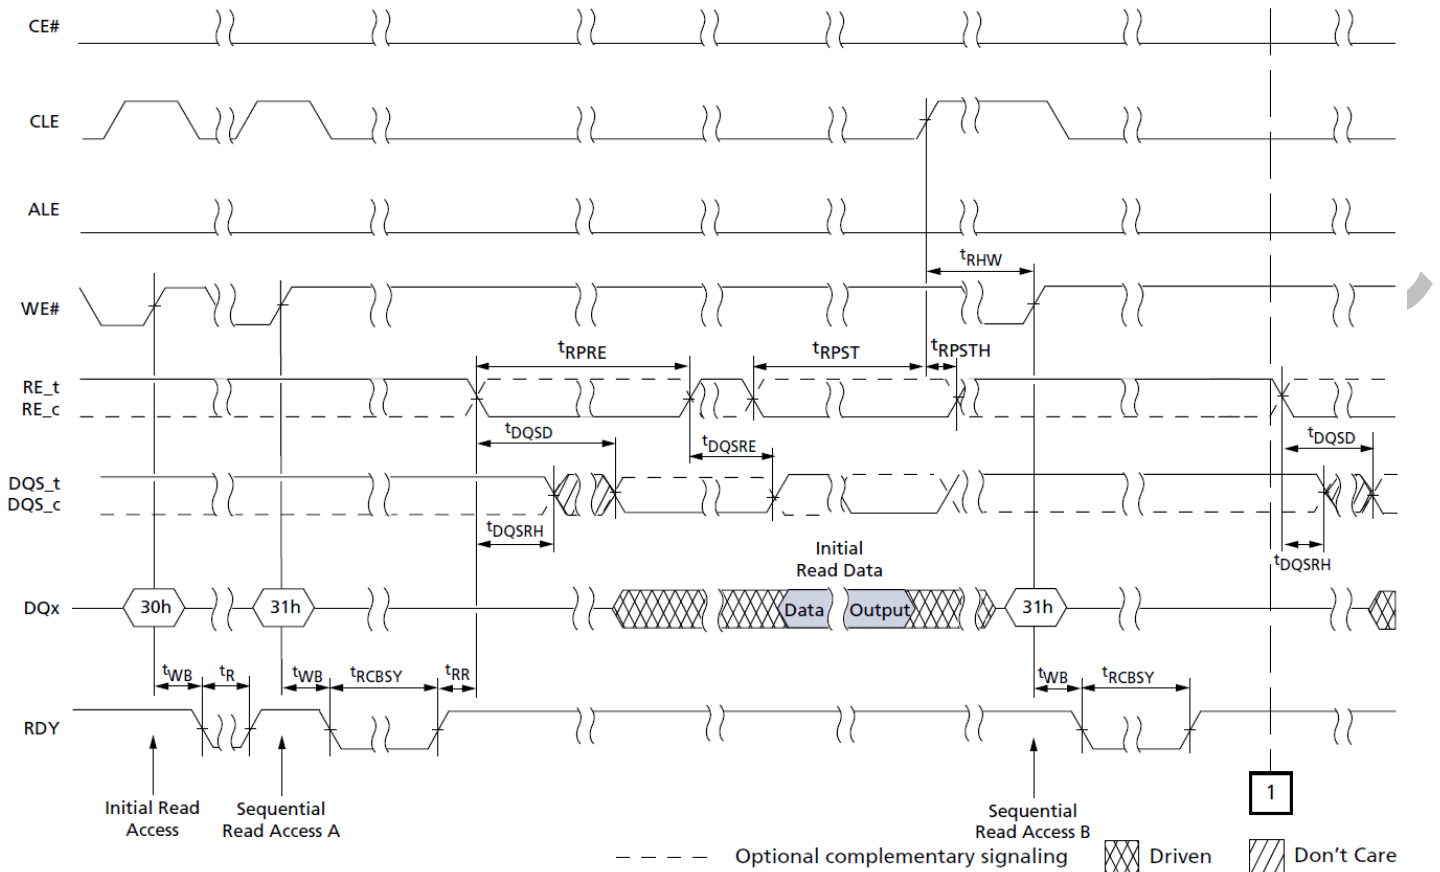 CE#
CLE
ALE
tRHW
WE#
tRPRE
tRPST
tRPSTH
RE_t
RE_c
tDQSD
tDQSRE
tDQSD
DQS_t
DQS_c
tDQSRH
tDQSRH
Initial
Read Data
DQx
30h
31h
Data
Output
31h
tWB
tR
tWB
tRCBSY
tRR
tWB
tRCBSY
RDY
Initial Read
Access
Sequential
Read Access A
Sequential
Read Access B
1
Optional complementary signaling
Driven
Don’t Care